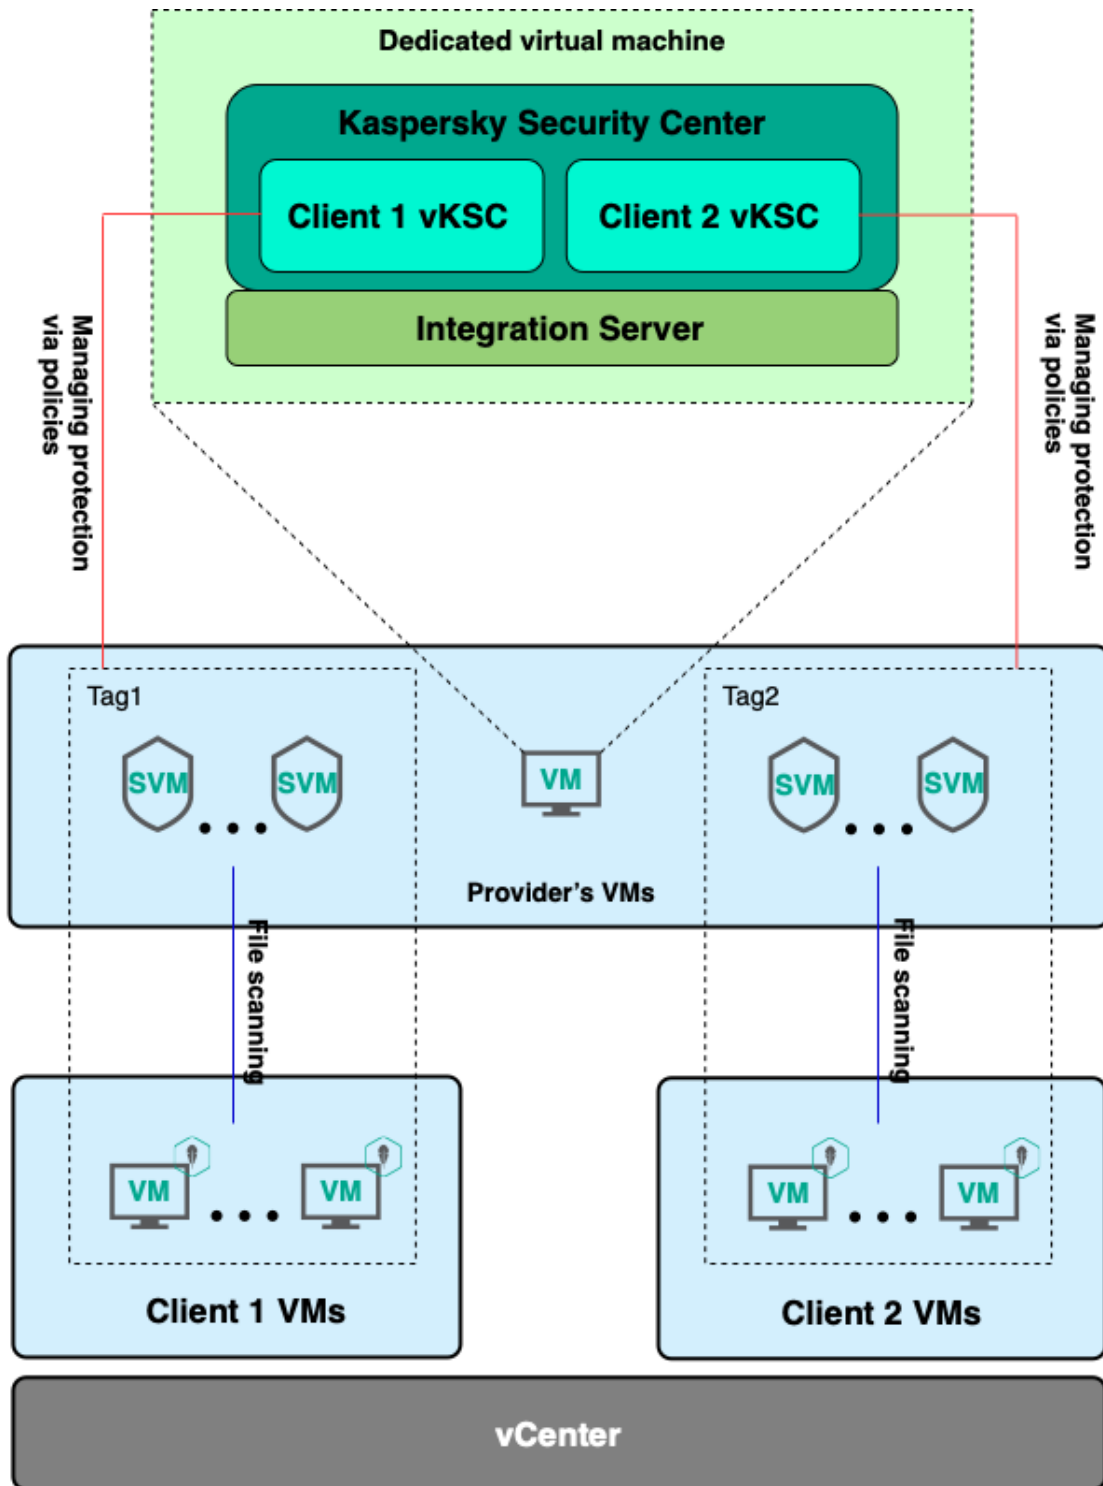 Dedicated virtual machine
Kaspersky Security Center
Client 1 vKSC
Client 2 vKSC
Integration Server
Managing protection
via policies
Managing protection
via policies
Tag1
Tag2
SVM
SVM
VM
SVM
SVM
Provider's VMs
File scanning
File scanning
VM
VM
VM
VM
Client 1 VMs
Client 2 VMs
vCenter